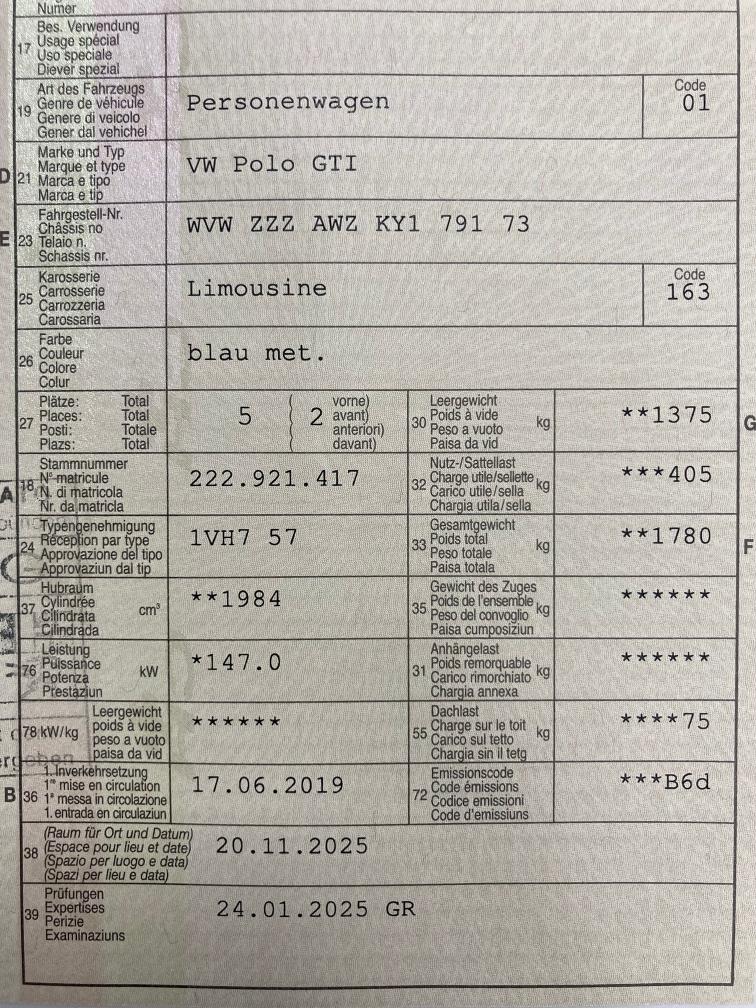 Numer
17 Bes. Verwendung
Usage spécial
Uso speciale
Diever spezial
19 Art des Fahrzeugs
Genre de véhicule
Genere di veicolo
Gener dal vehichel
Personenwagen
Code
01
D 21 Marke und Typ
Marque et type
Marca e tipo
Marca e tip
VW Polo GTI
E 23 Fahrgestell-Nr.
Châssis no
Telaio n.
Schassis nr.
WVW ZZZ AWZ KY1 791 73
25 Karosserie
Carrosserie
Carrozzeria
Carossaria
Limousine
Code
163
26 Farbe
Couleur
Colore
Colur
blau met.
27 Plätze: Total
Places: Total
Posti: Totale
Plazs: Total
5 ( 2 vorne)
avant)
anteriori)
davant)
30 Leergewicht
Poids à vide
Peso a vuoto
Paisa da vid
kg
**1375
G
A 18 Stammnummer
N° matricule
N. di matricola
Nr. da matricla
222.921.417
32 Nutz-/Sattellast
Charge utile/sellette
Carico utile/sella
Chargia utila/sella
kg
***405
24 Typengenehmigung
Réception par type
Approvazione del tipo
Approvaziun dal tip
1VH7 57
33 Gesamtgewicht
Poids total
Peso totale
Paisa totala
kg
**1780
F
37 Hubraum
Cylindrée
Cilindrata
Cilindrada
cm³
**1984
35 Gewicht des Zuges
Poids de l'ensemble
Peso del convoglio
Paisa cumposiziun
kg
******
76 Leistung
Puissance
Potenza
Prestaziun
kW
*147.0
31 Anhängelast
Poids remorquable
Carico rimorchiato
Chargia annexa
kg
******
78 kW/kg Leergewicht
poids à vide
peso a vuoto
paisa da vid
******
55 Dachlast
Charge sur le toit
Carico sul tetto
Chargia sin il tetg
kg
****75
B 36 1. Inverkehrsetzung
1re mise en circulation
1a messa in circolazione
1. entrada en circulaziun
17.06.2019
72 Emissionscode
Code émissions
Codice emissioni
Code d'emissiuns
***B6d
38 (Raum für Ort und Datum)
(Espace pour lieu et date)
(Spazio per luogo e data)
(Spazi per lieu e data)
20.11.2025
39 Prüfungen
Expertises
Perizie
Examinaziuns
24.01.2025 GR